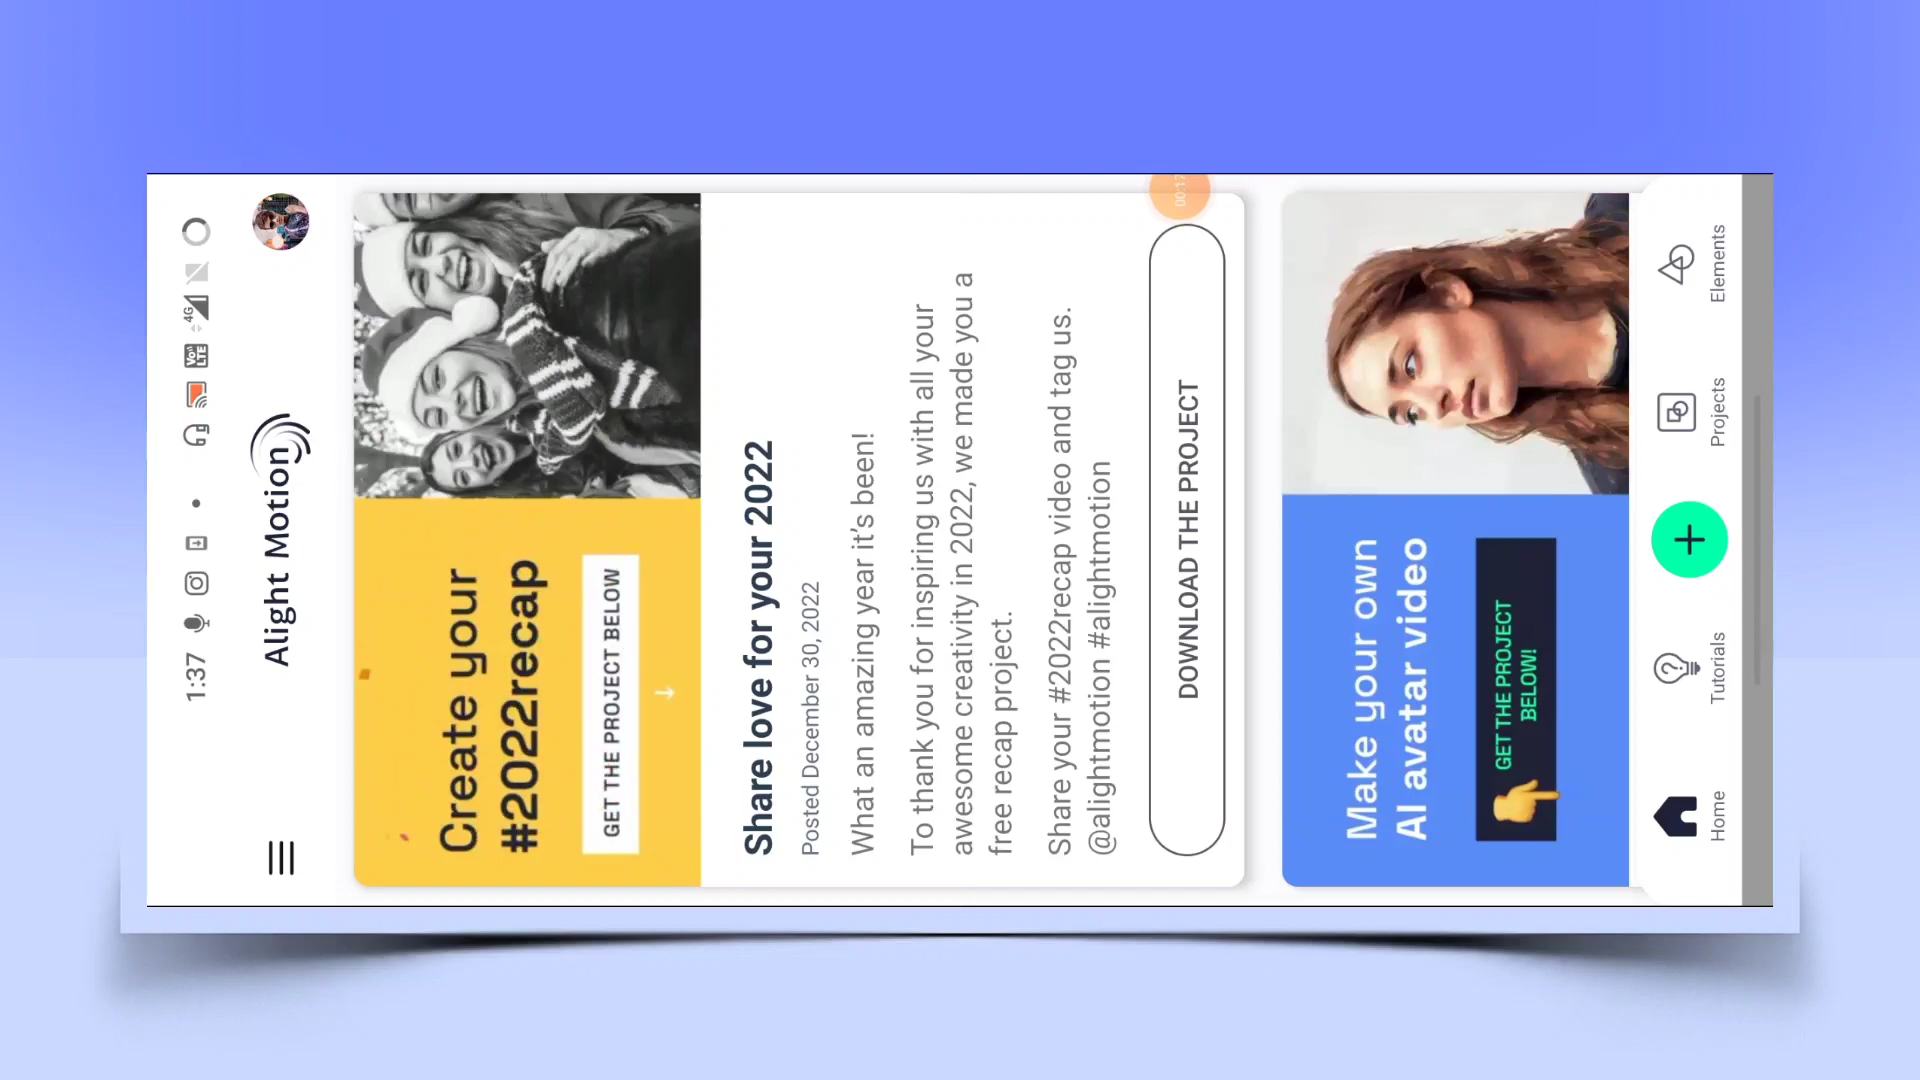 1:37
Vo))
LTE
4G
Alight Motion
Create your
#2022recap
GET THE PROJECT BELOW
Share love for your 2022
Posted December 30, 2022
What an amazing year it's been!
To thank you for inspiring us with all your
awesome creativity in 2022, we made you a
free recap project.
Share your #2022recap video and tag us.
@alightmotion #alightmotion
DOWNLOAD THE PROJECT
Make your own
AI avatar video
GET THE PROJECT
BELOW!
Home
Tutorials
Projects
Elements